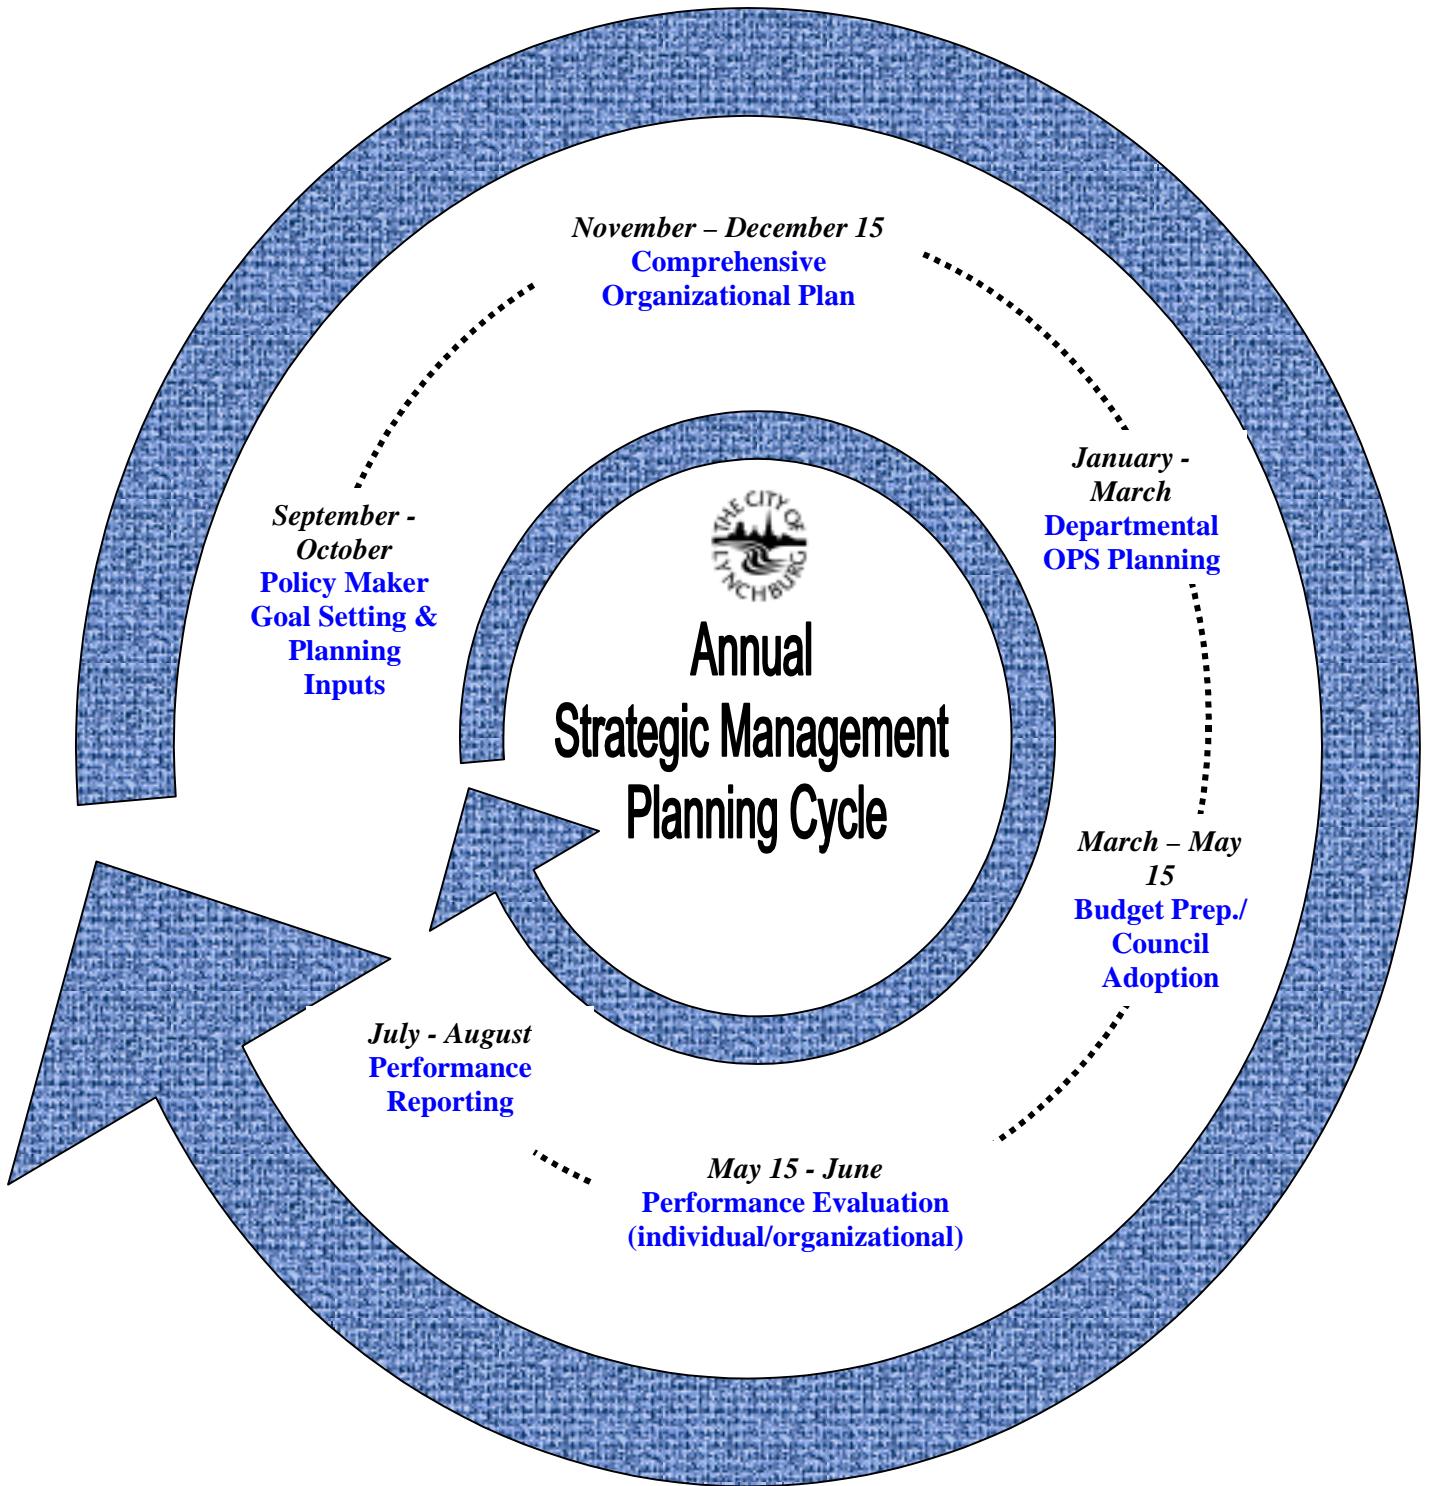 November – December 15
Comprehensive
Organizational Plan
January -
March
Departmental
OPS Planning
March – May
15
Budget Prep./
Council
Adoption
May 15 - June
Performance Evaluation
(individual/organizational)
July - August
Performance
Reporting
September -
October
Policy Maker
Goal Setting &
Planning
Inputs
THE CITY OF
LYNCHBURG
Annual
Strategic Management
Planning Cycle